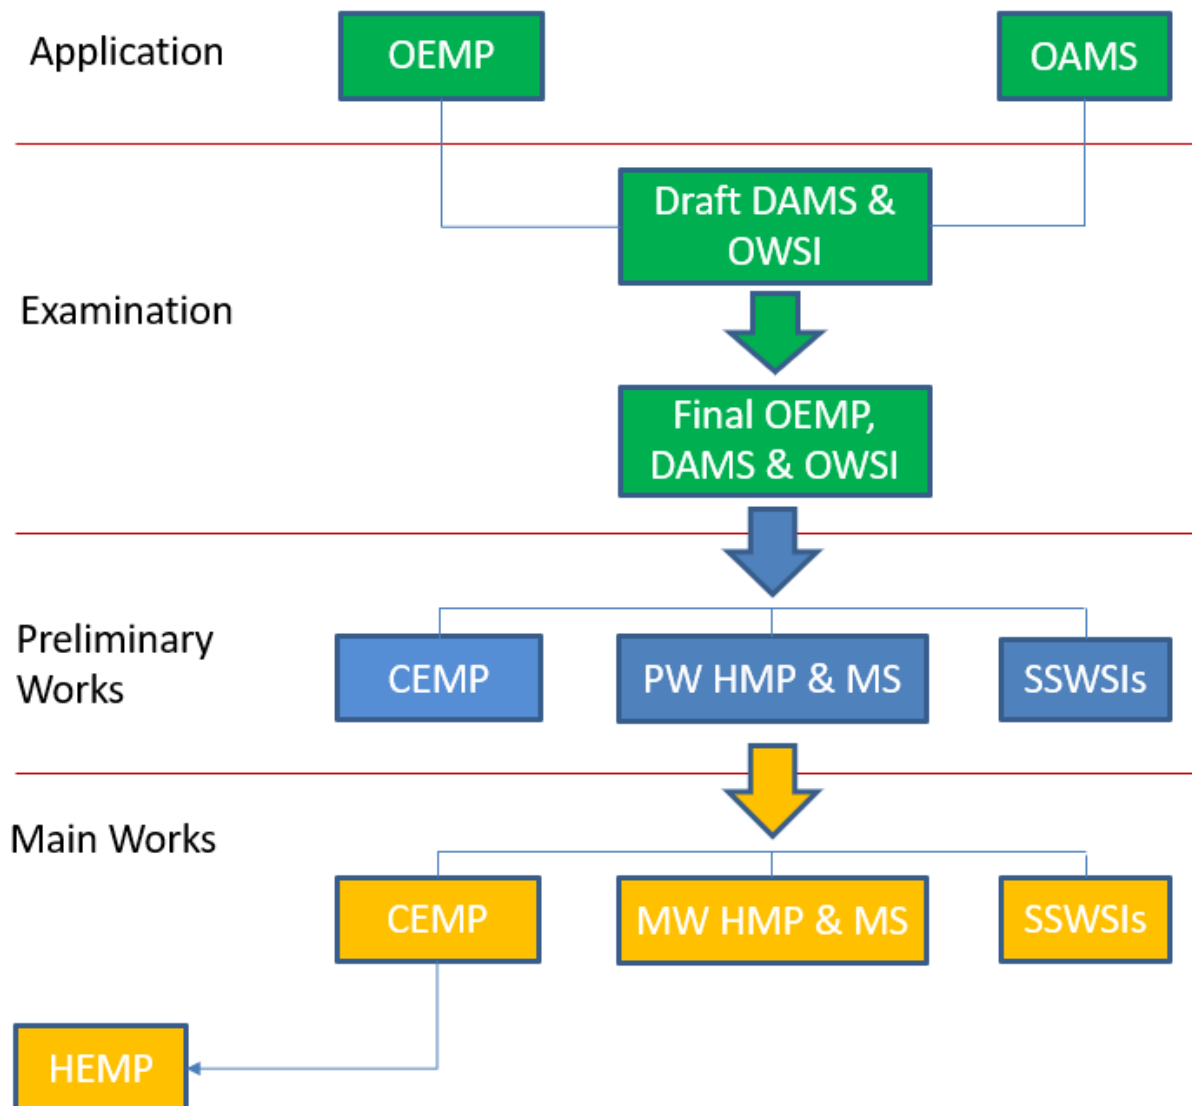 Application
OEMP
OAMS
Draft DAMS &
OWSI
Examination
Final OEMP,
DAMS & OWSI
Preliminary
Works
CEMP
PW HMP & MS
SSWSIs
Main Works
CEMP
MW HMP & MS
SSWSIs
HEMP